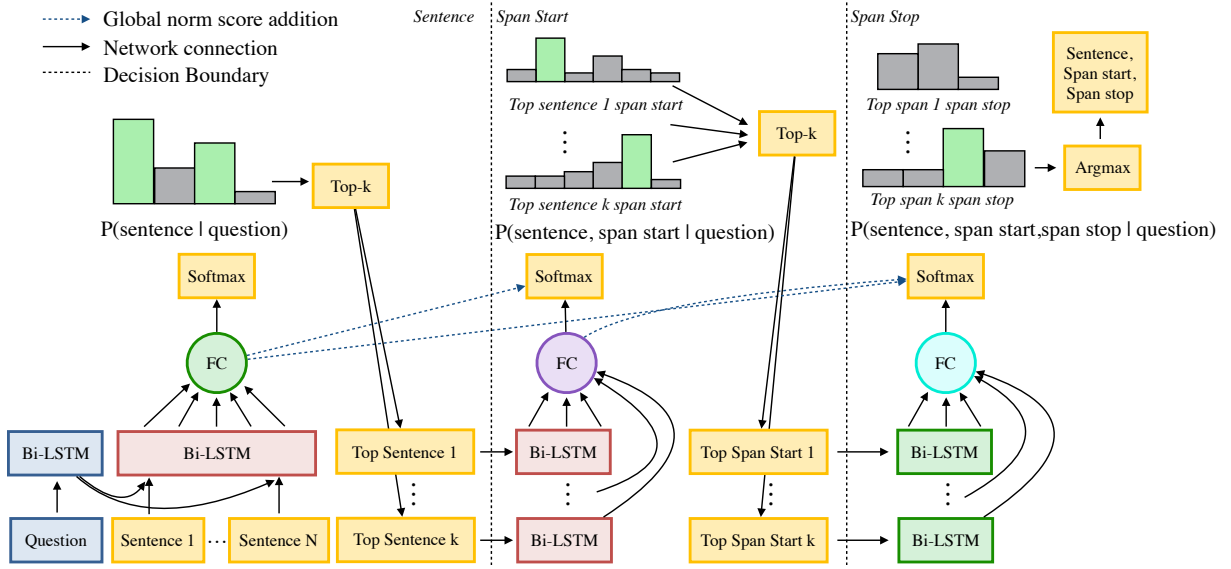 Global norm score addition
Network connection
Decision Boundary
Sentence
Span Start
Span Stop
Top sentence 1 span start
⋮
Top sentence k span start
Top-k
Top-k
Top span 1 span stop
⋮
Top span k span stop
Sentence,
Span start,
Span stop
Argmax
P(sentence | question)
P(sentence, span start | question)
P(sentence, span start,span stop | question)
Softmax
Softmax
Softmax
FC
FC
FC
Bi-LSTM
Bi-LSTM
Top Sentence 1
Bi-LSTM
Top Span Start 1
Bi-LSTM
⋮
⋮
⋮
⋮
Question
Sentence 1
...
Sentence N
Top Sentence k
Bi-LSTM
Top Span Start k
Bi-LSTM